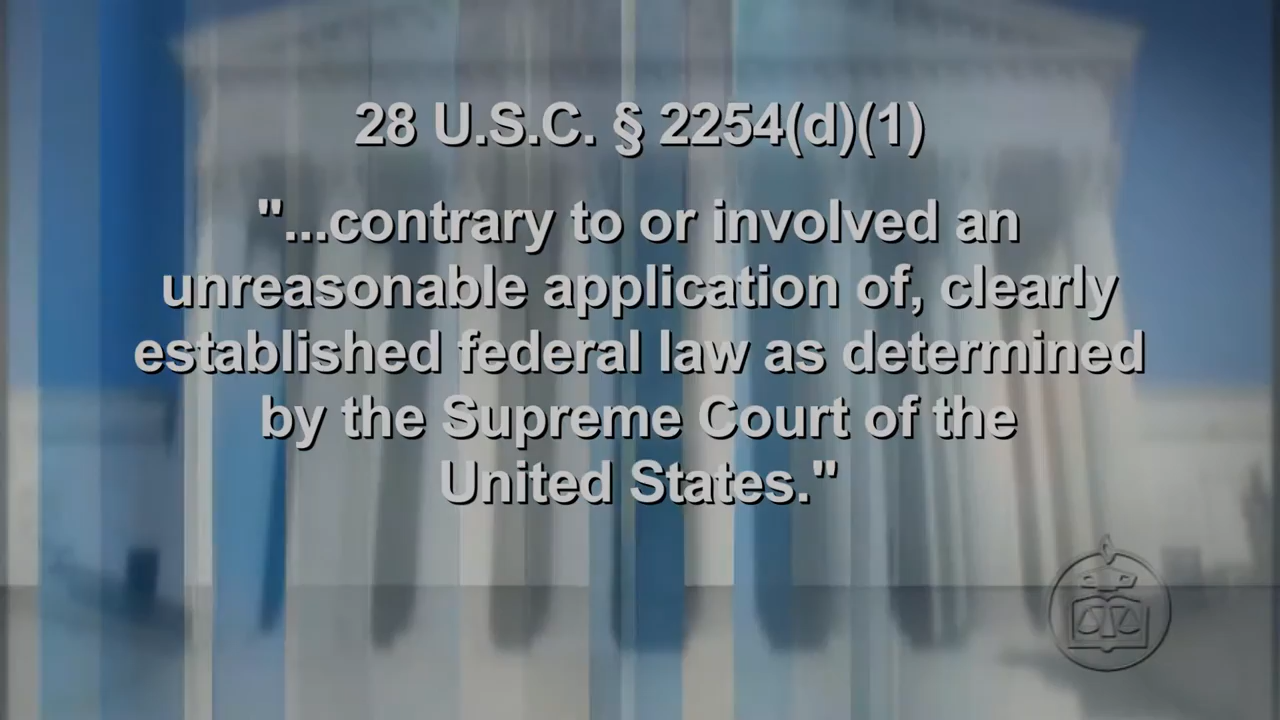 28 U.S.C. § 2254(d)(1)
"...contrary to or involved an
unreasonable application of, clearly
established federal law as determined
by the Supreme Court of the
United States."